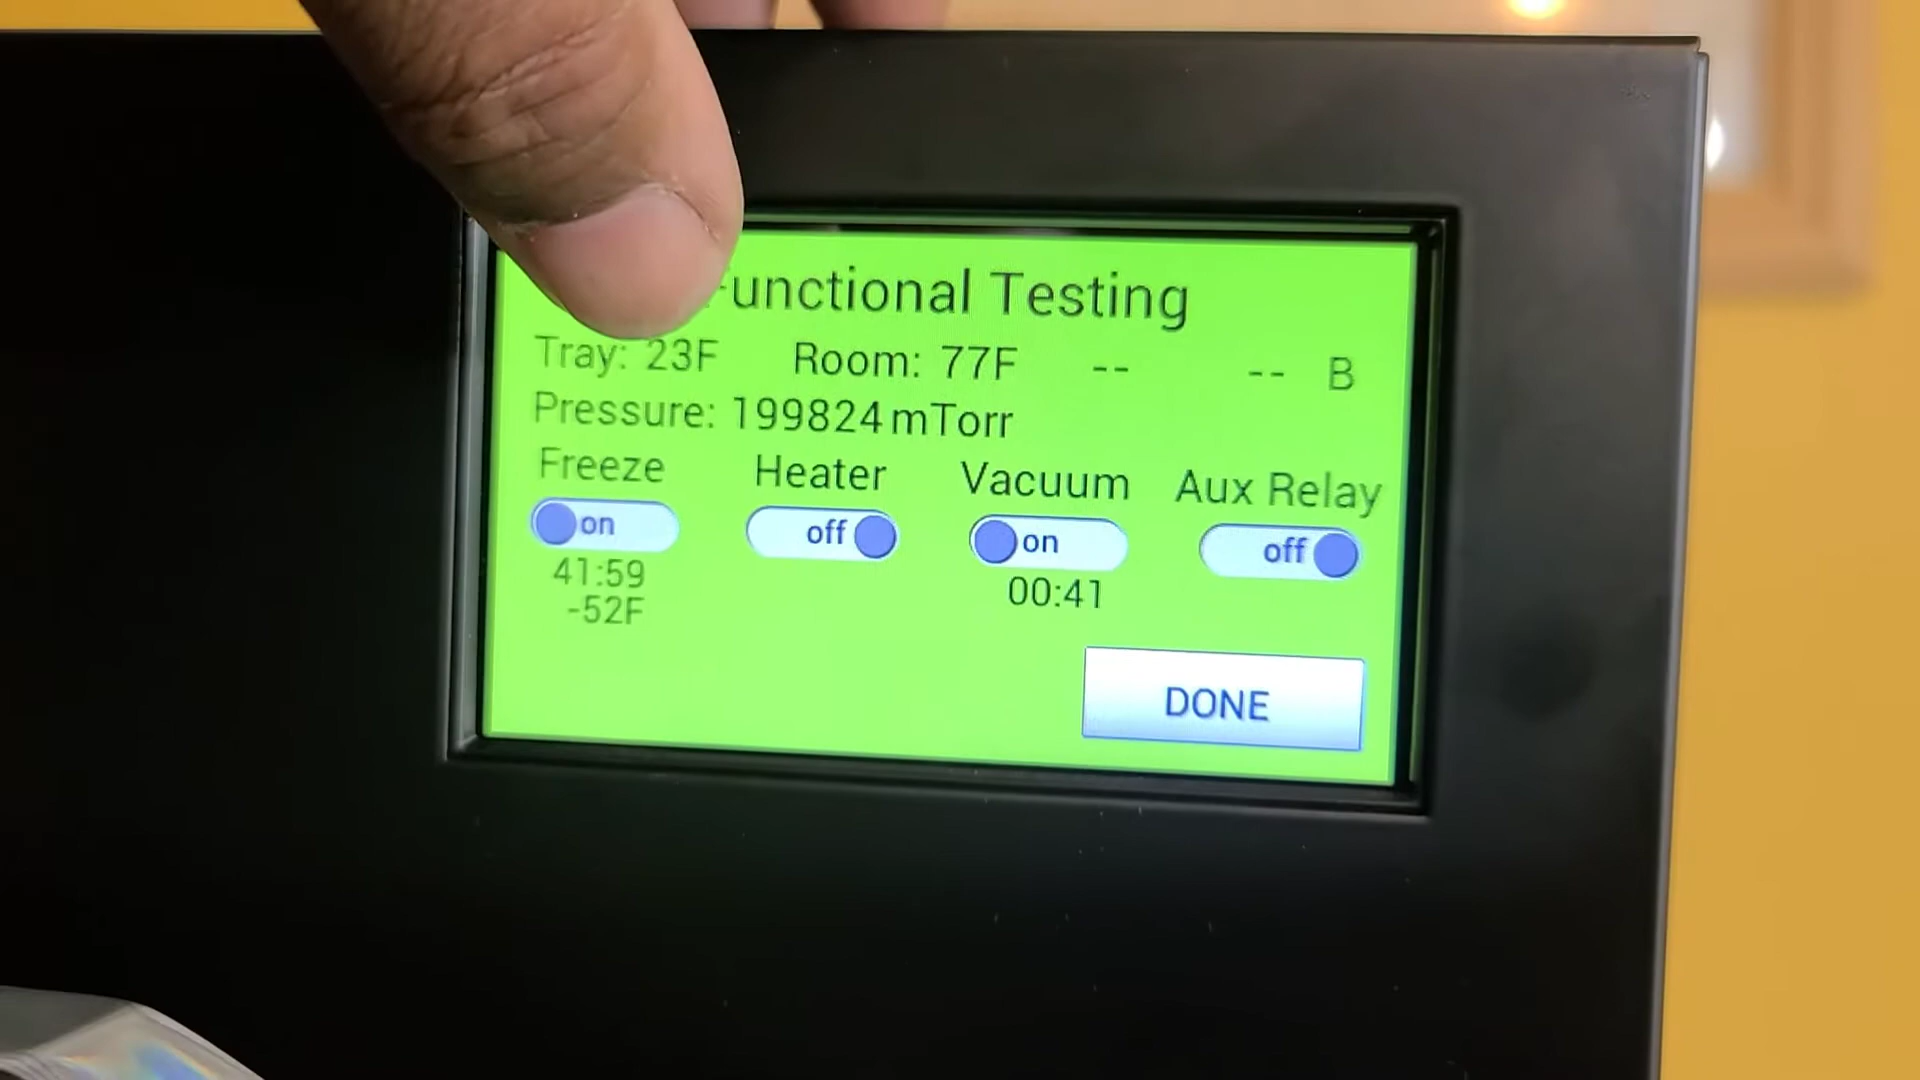 Functional Testing
Tray: 23F Room: 77F -- -- B
Pressure: 199824 mTorr
Freeze Heater Vacuum Aux Relay
on off on off
41:59 00:41
-52F
DONE